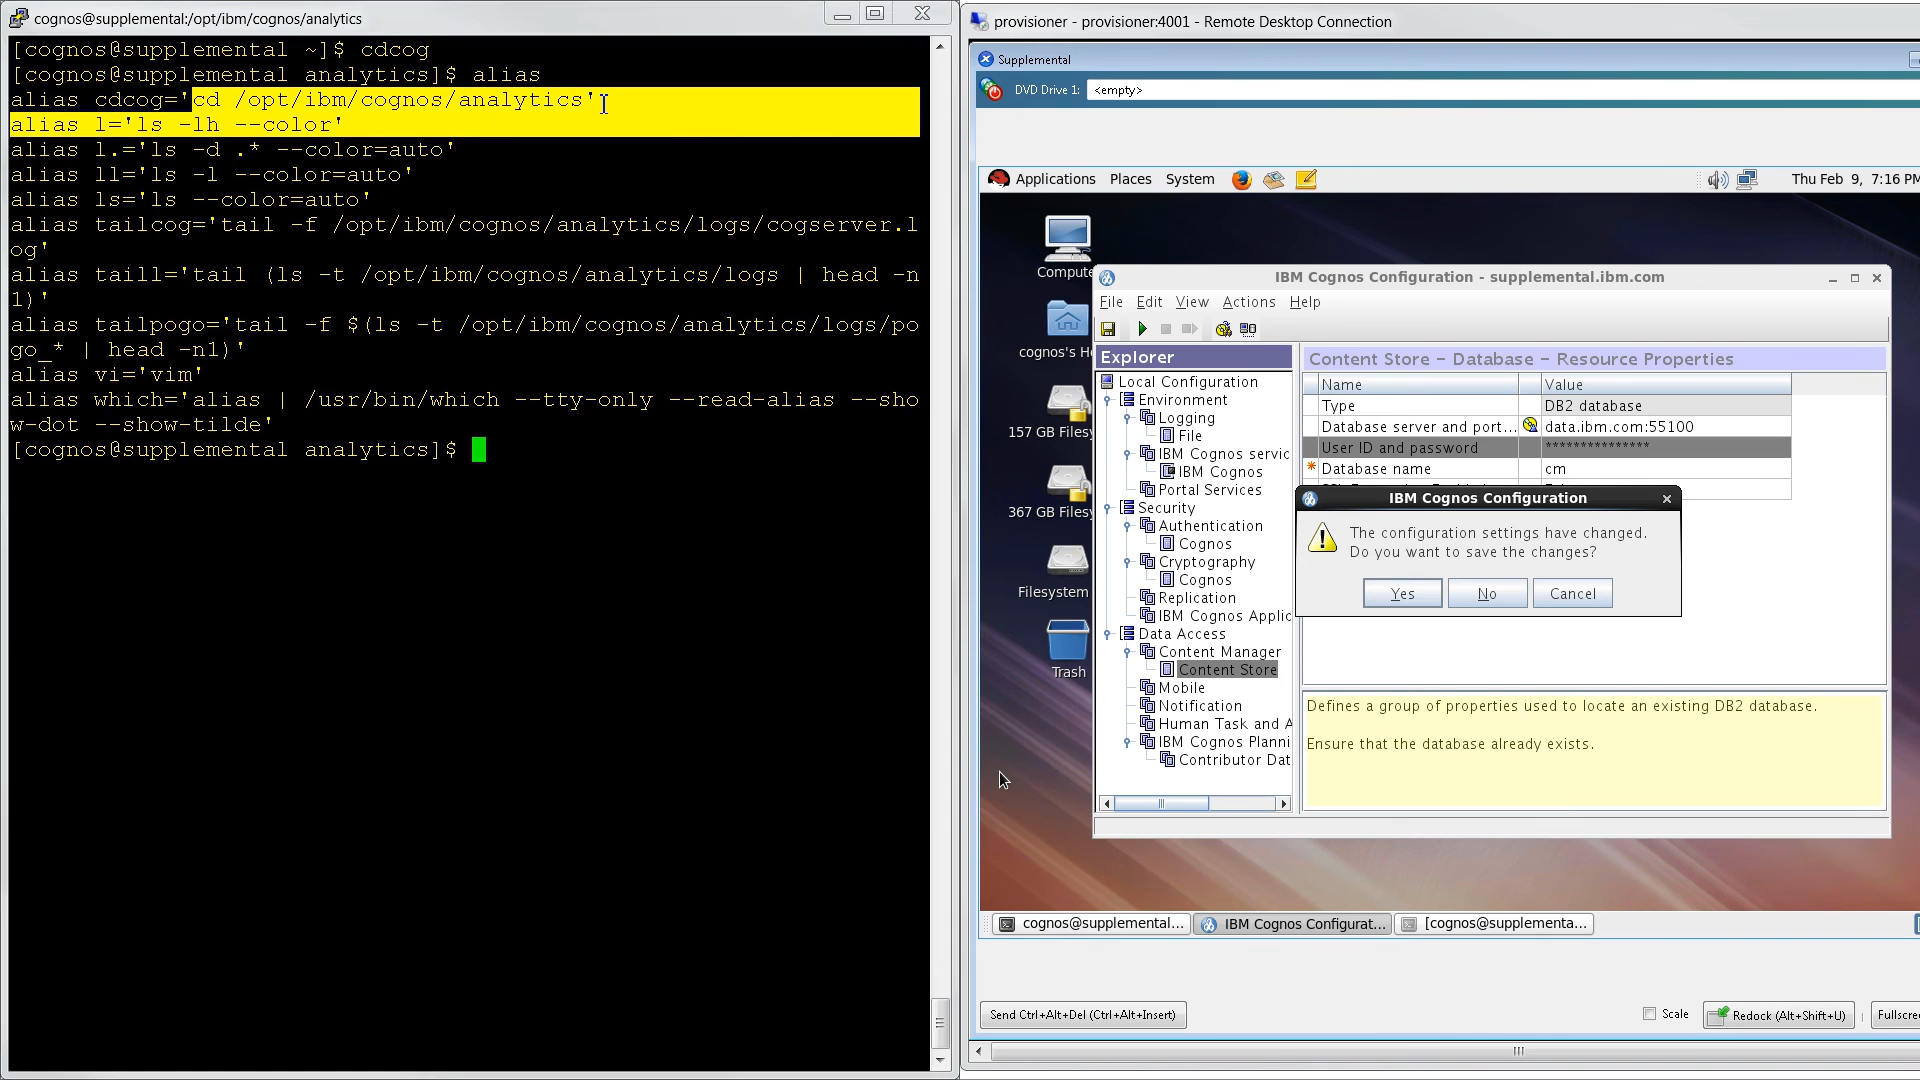 cognos@supplemental:/opt/ibm/cognos/analytics
[cognos@supplemental ~]$ cdcog
[cognos@supplemental analytics]$ alias
alias cdcog='cd /opt/ibm/cognos/analytics'
alias l='ls -lh --color'
alias l.='ls -d .* --color=auto'
alias ll='ls -l --color=auto'
alias ls='ls --color=auto'
alias tailcog='tail -f /opt/ibm/cognos/analytics/logs/cogserver.l
og'
alias taill='tail (ls -t /opt/ibm/cognos/analytics/logs | head -n
1)'
alias tailpogo='tail -f $(ls -t /opt/ibm/cognos/analytics/logs/po
go_* | head -n1)'
alias vi='vim'
alias which='alias | /usr/bin/which --tty-only --read-alias --sho
w-dot --show-tilde'
[cognos@supplemental analytics]$
provisioner - provisioner:4001 - Remote Desktop Connection
Supplemental
DVD Drive 1: <empty>
Applications Places System Thu Feb 9, 7:16 PM
Compute
cognos's H
157 GB Filesy
367 GB Filesy
Filesystem
Trash
IBM Cognos Configuration - supplemental.ibm.com
File Edit View Actions Help
Explorer
Local Configuration
Environment
Logging
File
IBM Cognos servic
IBM Cognos
Portal Services
Security
Authentication
Cognos
Cryptography
Cognos
Replication
IBM Cognos Applic
Data Access
Content Manager
Content Store
Mobile
Notification
Human Task and A
IBM Cognos Planni
Contributor Dat
Content Store - Database - Resource Properties
Name Value
Type DB2 database
Database server and port... data.ibm.com:55100
User ID and password ***************
* Database name cm
IBM Cognos Configuration
The configuration settings have changed.
Do you want to save the changes?
Yes No Cancel
Defines a group of properties used to locate an existing DB2 database.
Ensure that the database already exists.
cognos@supplemental... IBM Cognos Configurat... [cognos@supplementa...
Send Ctrl+Alt+Del (Ctrl+Alt+Insert) Scale Redock (Alt+Shift+U) Fullscre